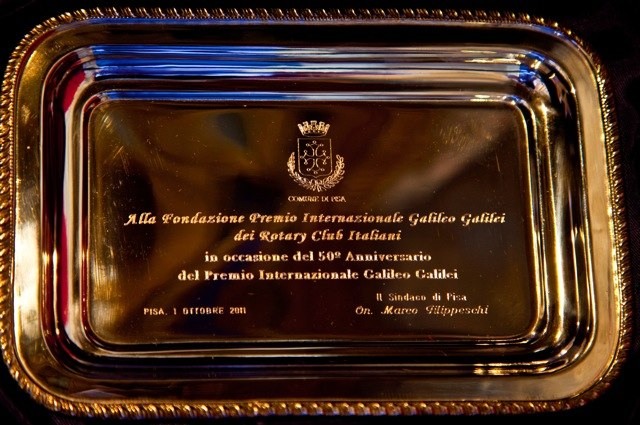 COMUNE DI PISA
Alla Fondazione Premio Internazionale Galileo Galilei
dei Rotary Club Italiani
in occasione del 50º Anniversario
del Premio Internazionale Galileo Galilei
Il Sindaco di Pisa
PISA, 1 OTTOBRE 2011 On. Marco Filippeschi